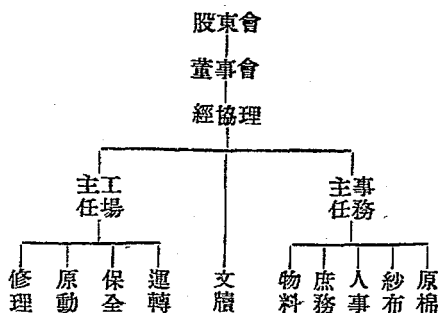 股東會
董事會
經協理
事務
主任
工場
主任
原棉
紗布
人事
庶務
物料
文牘
運轉
保全
原動
修理